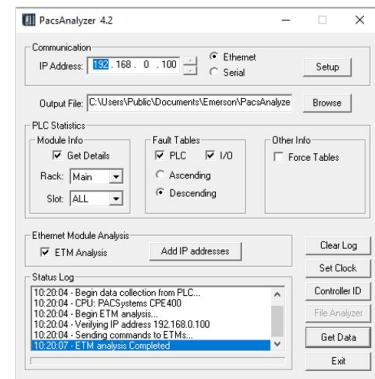 PacsAnalyzer 4.2
Communication
IP Address: 192 . 168 . 0 . 100
Ethernet
Serial
Setup
Output File: C:\Users\Public\Documents\Emerson\PacsAnalyze
Browse
PLC Statistics
Module Info
Get Details
Rack: Main
Slot: ALL
Fault Tables
PLC I/O
Ascending
Descending
Other Info
Force Tables
Ethernet Module Analysis
ETM Analysis
Add IP addresses
Clear Log
Set Clock
Controller ID
File Analyzer
Get Data
Exit
Status Log
10:20:04 - Begin data collection from PLC...
10:20:04 - CPU: PACSystems CPE400
10:20:04 - Begin ETM analysis...
10:20:04 - Verifying IP address 192.168.0.100
10:20:04 - Sending commands to ETMs...
10:20:07 - ETM analysis Completed